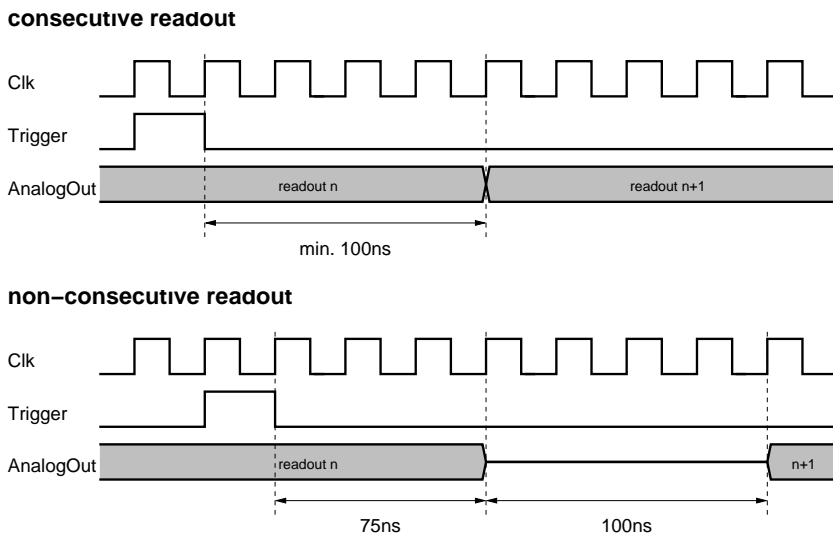 consecutive readout
Clk
Trigger
AnalogOut
readout n
readout n+1
min. 100ns
non−consecutive readout
Clk
Trigger
AnalogOut
readout n
n+1
75ns
100ns